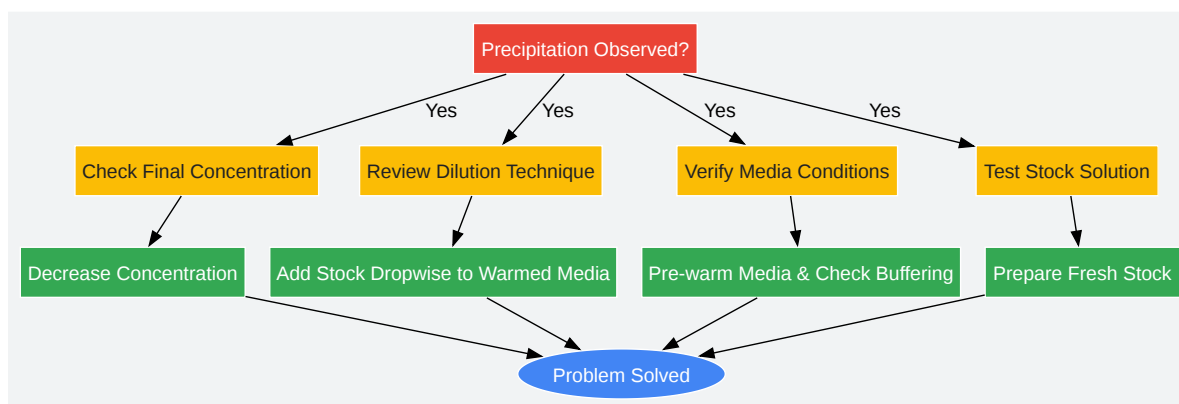 Precipitation Observed?
Yes
Yes
Yes
Yes
Check Final Concentration
Review Dilution Technique
Verify Media Conditions
Test Stock Solution
Decrease Concentration
Add Stock Dropwise to Warmed Media
Pre-warm Media & Check Buffering
Prepare Fresh Stock
Problem Solved